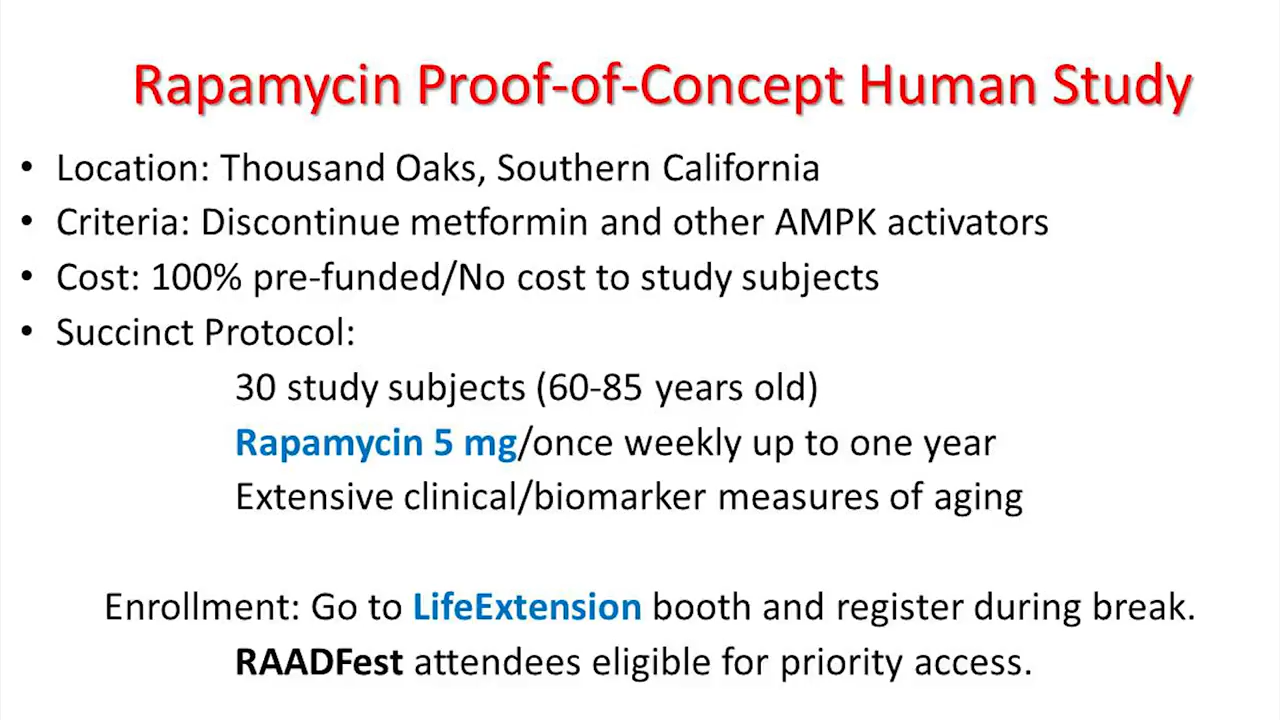 Rapamycin Proof-of-Concept Human Study
• Location: Thousand Oaks, Southern California
• Criteria: Discontinue metformin and other AMPK activators
• Cost: 100% pre-funded/No cost to study subjects
• Succinct Protocol:
30 study subjects (60-85 years old)
Rapamycin 5 mg/once weekly up to one year
Extensive clinical/biomarker measures of aging
Enrollment: Go to LifeExtension booth and register during break.
RAADFest attendees eligible for priority access.